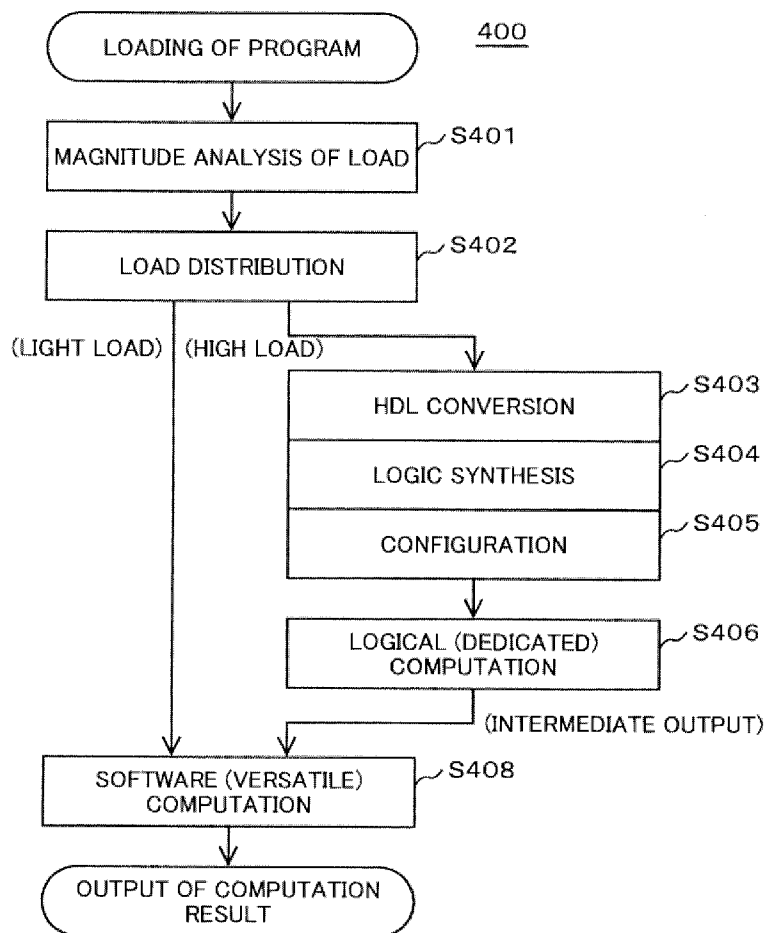 LOADING OF PROGRAM
400
MAGNITUDE ANALYSIS OF LOAD
S401
LOAD DISTRIBUTION
S402
(LIGHT LOAD)
(HIGH LOAD)
HDL CONVERSION
S403
LOGIC SYNTHESIS
S404
CONFIGURATION
S405
LOGICAL (DEDICATED)
COMPUTATION
S406
(INTERMEDIATE OUTPUT)
SOFTWARE (VERSATILE)
COMPUTATION
S408
OUTPUT OF COMPUTATION
RESULT